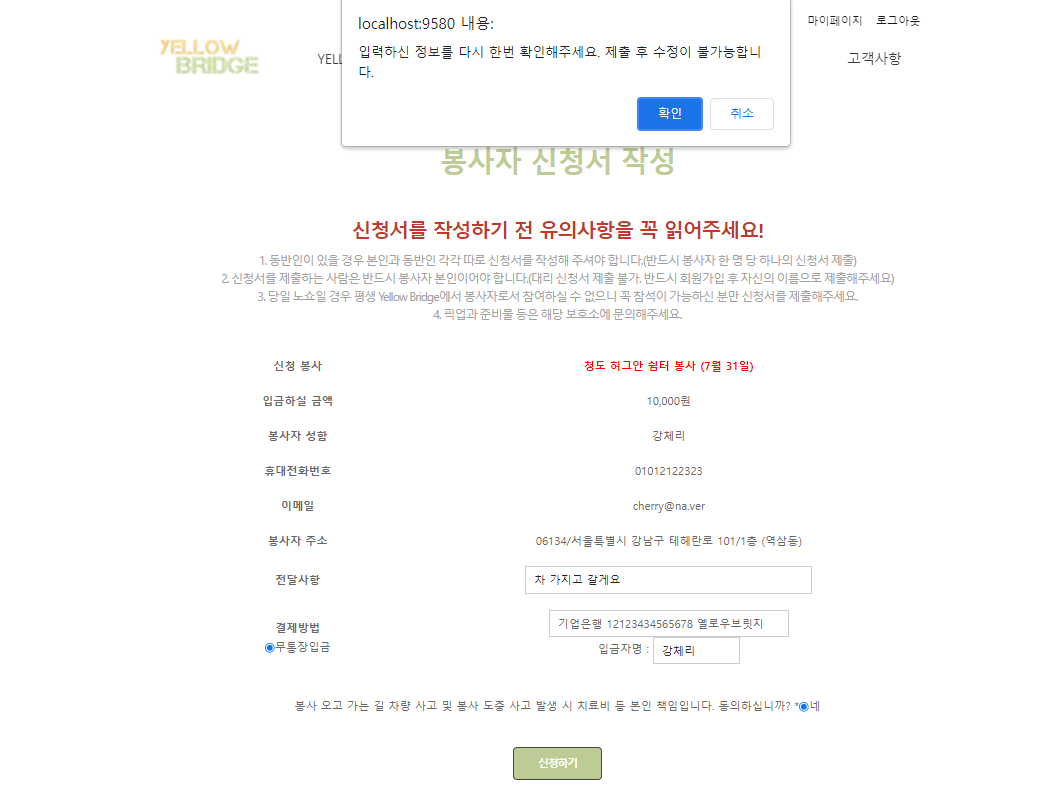 localhost:9580 내용:
입력하신 정보를 다시 한번 확인해주세요. 제출 후 수정이 불가능합니
다.
확인 취소
마이페이지 로그아웃
YELLOW
BRIDGE
YELL
고객사항
봉사자 신청서 작성
신청서를 작성하기 전 유의사항을 꼭 읽어주세요!
1. 동반인이 있을 경우 본인과 동반인 각각 따로 신청서를 작성해 주셔야 합니다.(반드시 봉사자 한 명 당 하나의 신청서 제출)
2. 신청서를 제출하는 사람은 반드시 봉사자 본인이어야 합니다.(대리 신청서 제출 불가. 반드시 회원가입 후 자신의 이름으로 제출해주세요)
3. 당일 노쇼일 경우 평생 Yellow Bridge에서 봉사자로서 참여하실 수 없으니 꼭 참석이 가능하신 분만 신청서를 제출해주세요.
4. 픽업과 준비물 등은 해당 보호소에 문의해주세요.
신청 봉사 청도 허그안 쉼터 봉사 (7월 31일)
입금하실 금액 10,000원
봉사자 성함 강체리
휴대전화번호 01012122323
이메일 cherry@na.ver
봉사자 주소 06134/서울특별시 강남구 테헤란로 101/1층 (역삼동)
전달사항 차 가지고 갈게요
결제방법 기업은행 12123434565678 옐로우브릿지
무통장입금 입금자명 : 강체리
봉사 오고 가는 길 차량 사고 및 봉사 도중 사고 발생 시 치료비 등 본인 책임입니다. 동의하십니까? *네
신청하기